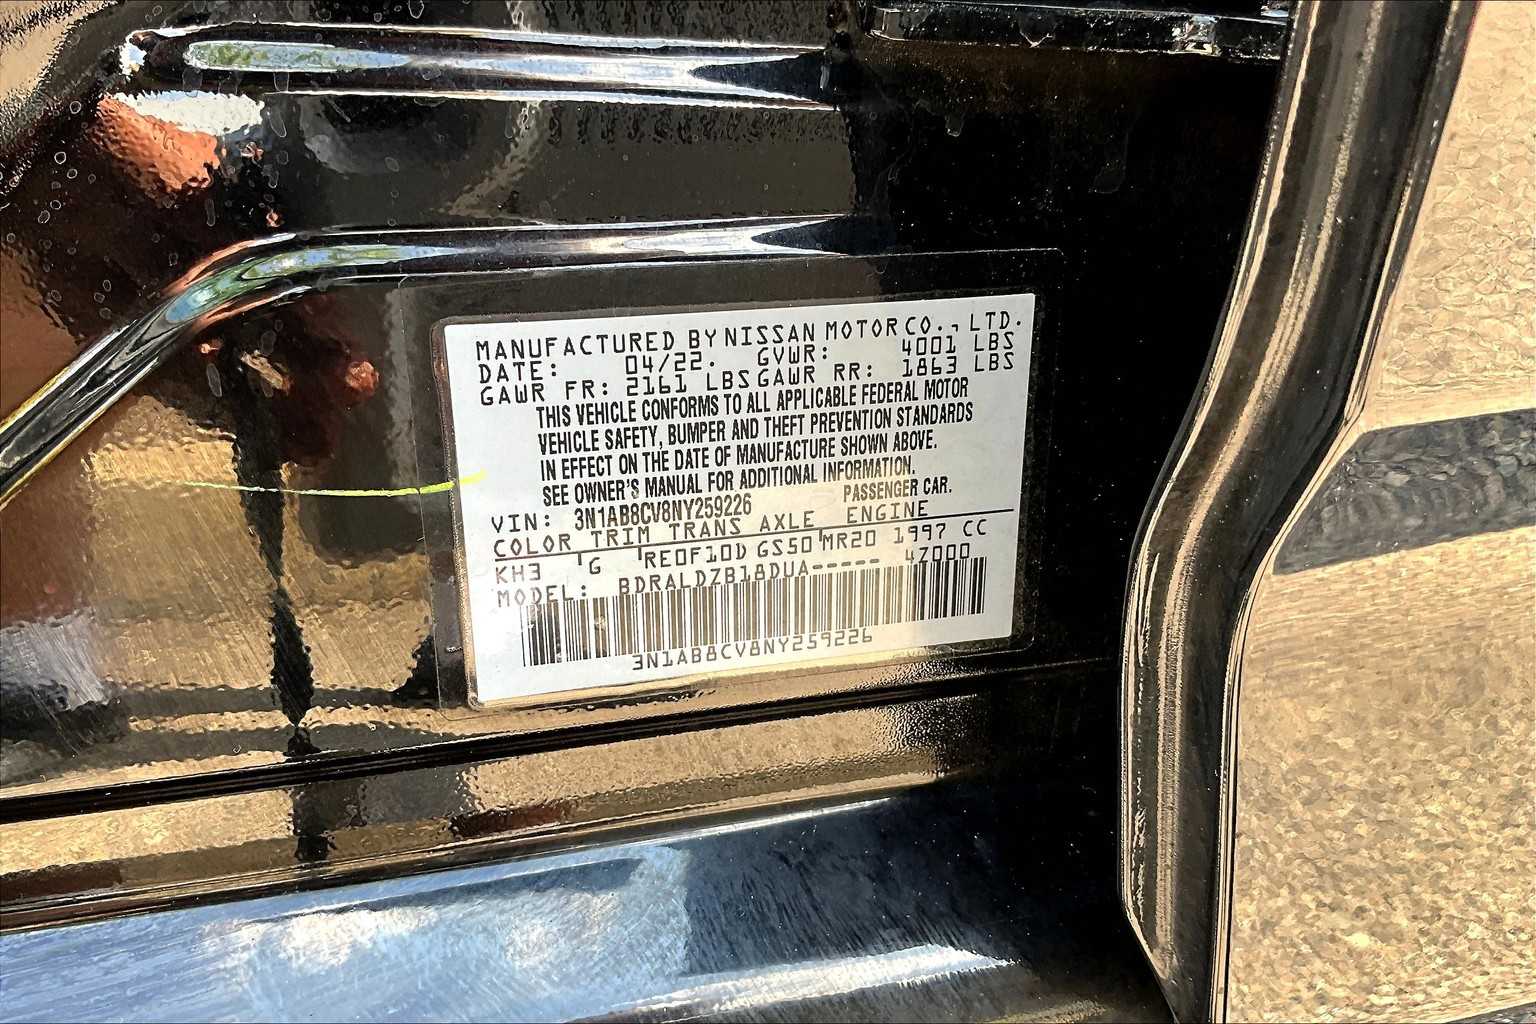 MANUFACTURED BY NISSAN MOTOR CO., LTD.
DATE: 04/22. GVWR: 4001 LBS
GAWR FR: 2161 LBS GAWR RR: 1863 LBS
THIS VEHICLE CONFORMS TO ALL APPLICABLE FEDERAL MOTOR
VEHICLE SAFETY, BUMPER AND THEFT PREVENTION STANDARDS
IN EFFECT ON THE DATE OF MANUFACTURE SHOWN ABOVE.
SEE OWNER'S MANUAL FOR ADDITIONAL INFORMATION.
VIN: 3N1AB8CV8NY259226 PASSENGER CAR.
COLOR TRIM TRANS AXLE ENGINE
KH3 G RE0F10D GS50 MR20 1997 CC
MODEL: BDRALDZB18DUA----- 4Z000
3N1AB8CV8NY259226